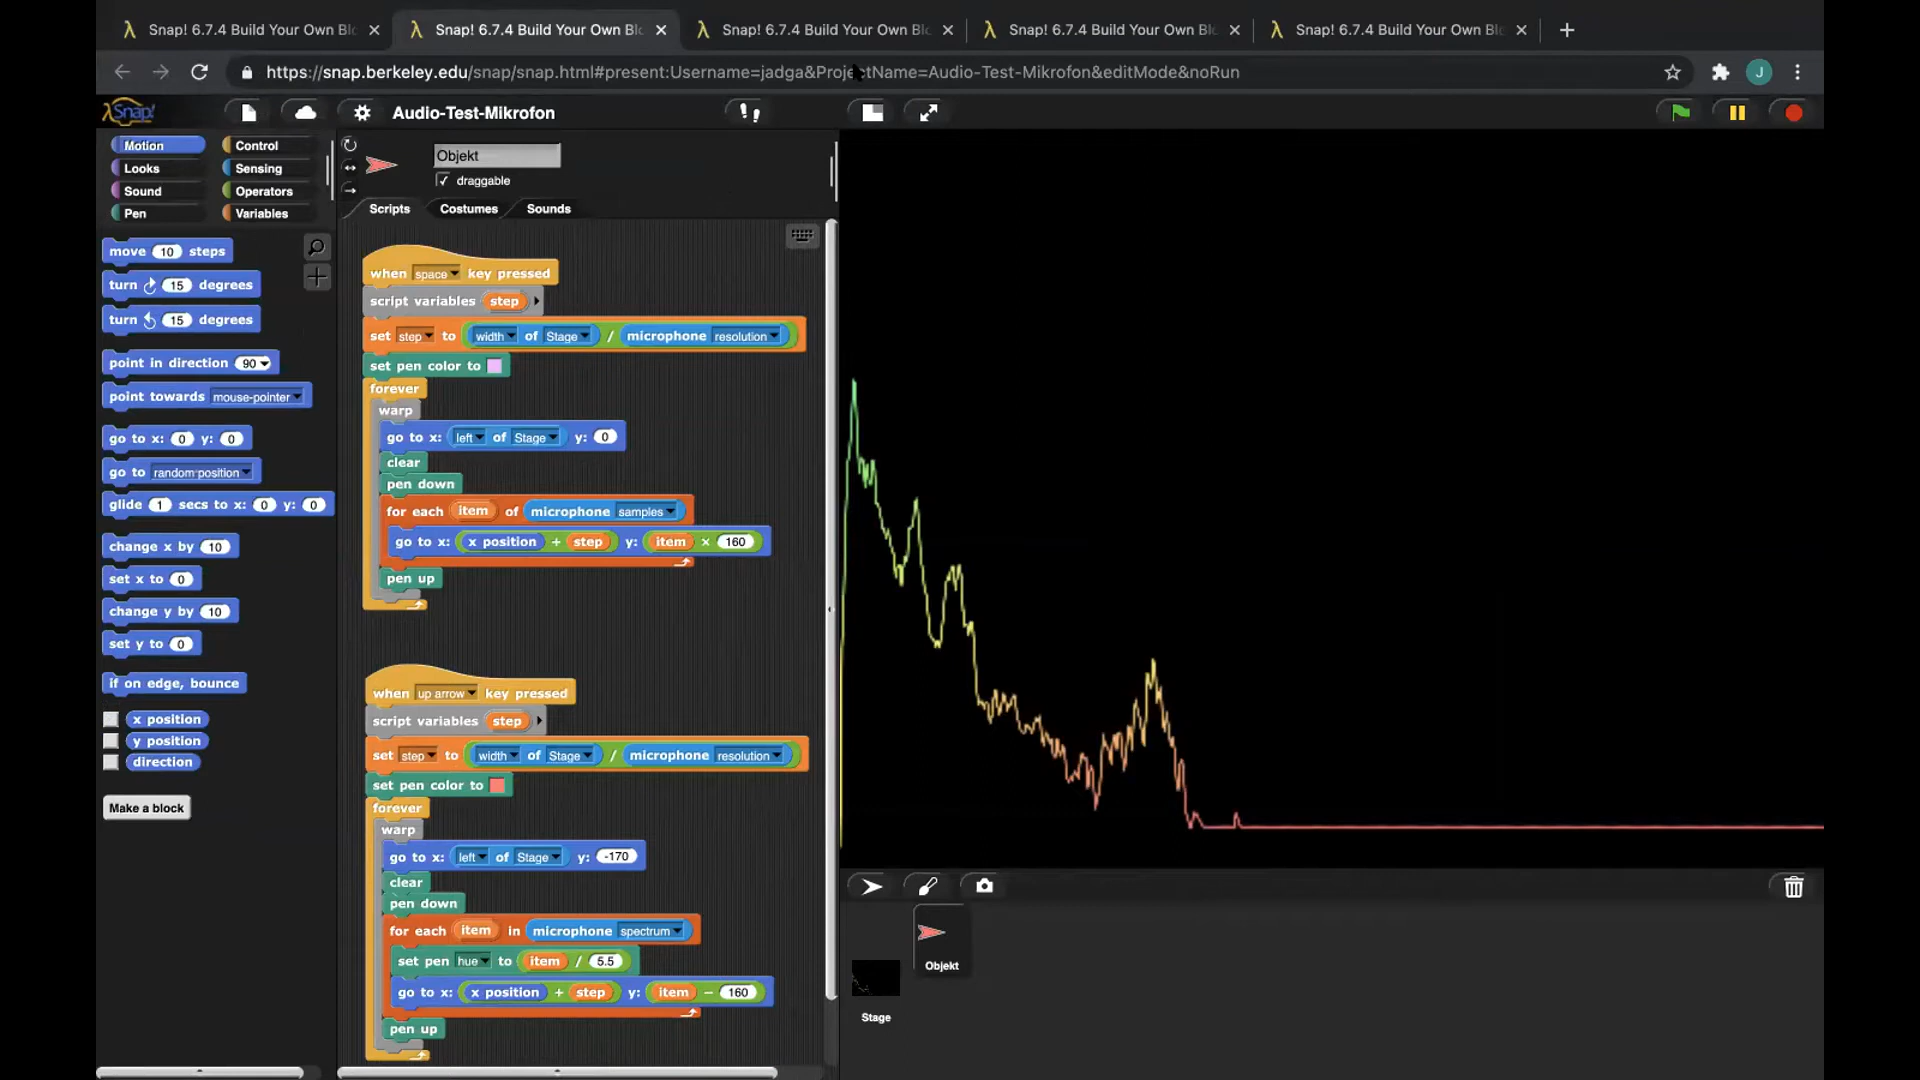 Snap! 6.7.4 Build Your Own Blo
Snap! 6.7.4 Build Your Own Blo
Snap! 6.7.4 Build Your Own Blo
Snap! 6.7.4 Build Your Own Blo
Snap! 6.7.4 Build Your Own Blo
https://snap.berkeley.edu/snap/snap.html#present:Username=jadga&ProjectName=Audio-Test-Mikrofon&editMode&noRun
J
Snap!
Audio-Test-Mikrofon
Motion
Control
Looks
Sensing
Sound
Operators
Pen
Variables
move 10 steps
turn 15 degrees
turn 15 degrees
point in direction 90
point towards mouse-pointer
go to x: 0 y: 0
go to random position
glide 1 secs to x: 0 y: 0
change x by 10
set x to 0
change y by 10
set y to 0
if on edge, bounce
x position
y position
direction
Make a block
Objekt
draggable
Scripts Costumes Sounds
when space key pressed
script variables step
set step to width of Stage / microphone resolution
set pen color to
forever
warp
go to x: left of Stage y: 0
clear
pen down
for each item of microphone samples
go to x: x position + step y: item × 160
pen up
when up arrow key pressed
script variables step
set step to width of Stage / microphone resolution
set pen color to
forever
warp
go to x: left of Stage y: -170
clear
pen down
for each item in microphone spectrum
set pen hue to item / 5.5
go to x: x position + step y: item − 160
pen up
Objekt
Stage